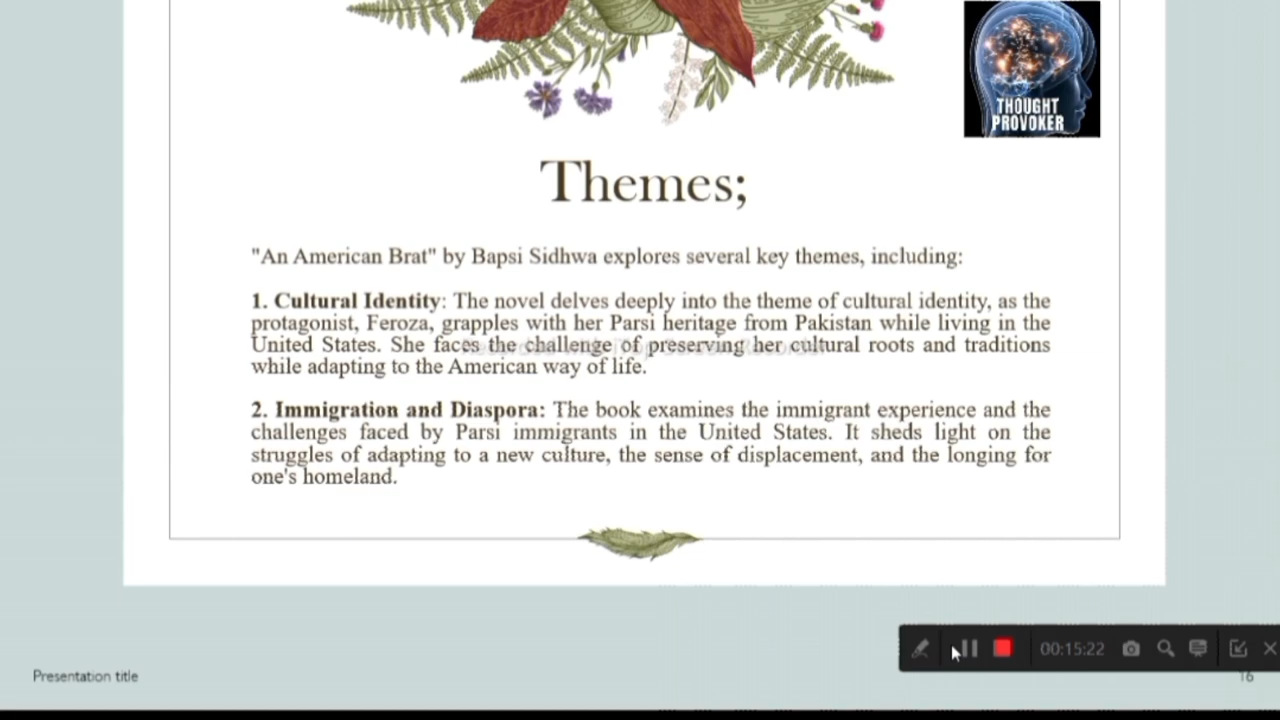 THOUGHT
PROVOKER
Themes;
"An American Brat" by Bapsi Sidhwa explores several key themes, including:
1. Cultural Identity: The novel delves deeply into the theme of cultural identity, as the
protagonist, Feroza, grapples with her Parsi heritage from Pakistan while living in the
United States. She faces the challenge of preserving her cultural roots and traditions
while adapting to the American way of life.
2. Immigration and Diaspora: The book examines the immigrant experience and the
challenges faced by Parsi immigrants in the United States. It sheds light on the
struggles of adapting to a new culture, the sense of displacement, and the longing for
one's homeland.
00:15:22
Presentation title
16